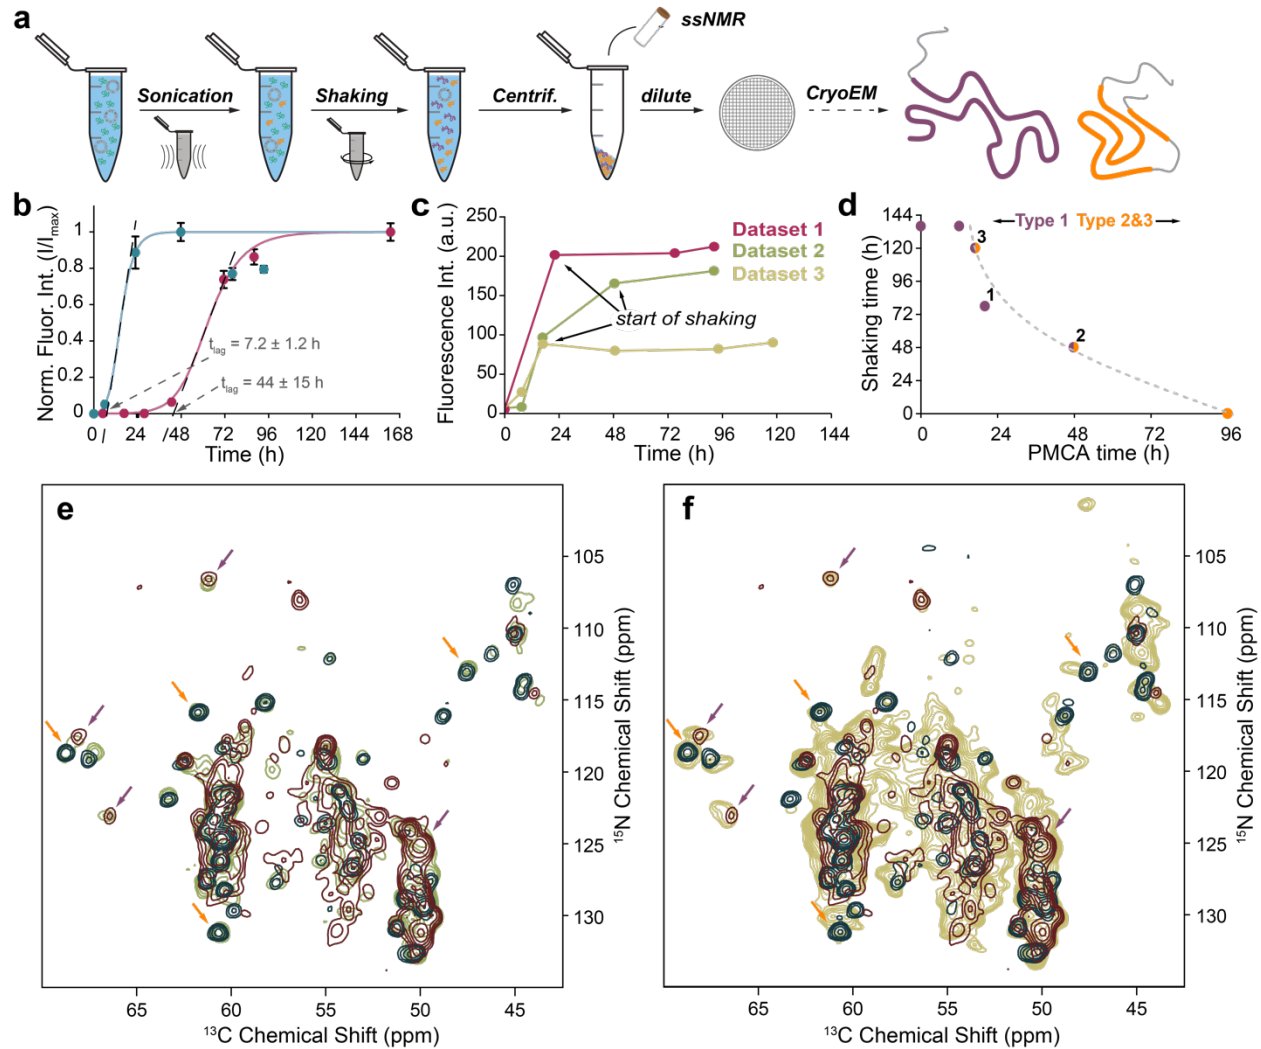 a
ssNMR
Sonication
Shaking
Centrif.
dilute
CryoEM
b
Norm. Fluor. Int. (I/Imax)
1
0.8
0.6
0.4
0.2
0
tlag = 7.2 ± 1.2 h
tlag = 44 ± 15 h
0 24 48 72 96 120 144 168
Time (h)
c
Fluorescence Int. (a.u.)
250
200
150
100
50
0
Dataset 1
Dataset 2
Dataset 3
start of shaking
0 24 48 72 96 120 144
Time (h)
d
Shaking time (h)
144
120
96
72
48
24
0
Type 1 Type 2&3
3
1
2
0 24 48 72 96
PMCA time (h)
e
105
110
115
120
125
130
15N Chemical Shift (ppm)
65 60 55 50 45
13C Chemical Shift (ppm)
f
105
110
115
120
125
130
15N Chemical Shift (ppm)
65 60 55 50 45
13C Chemical Shift (ppm)